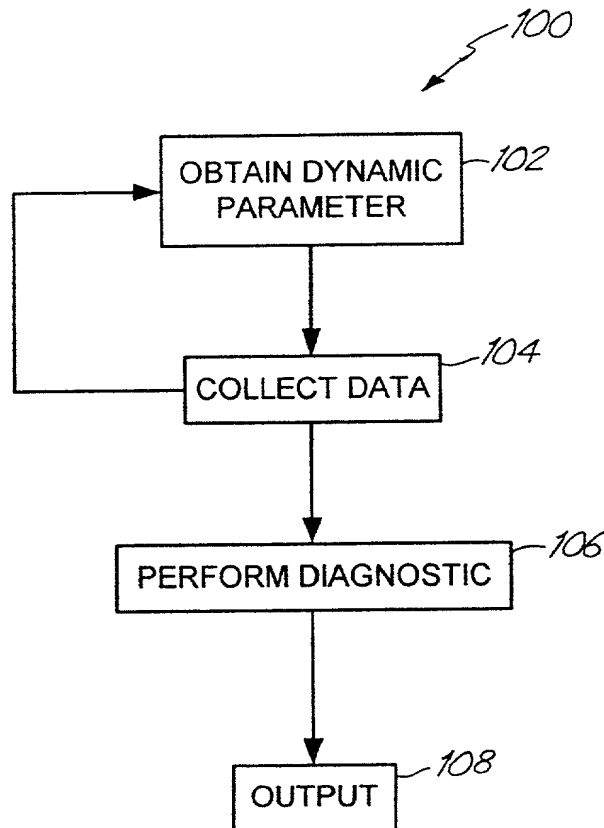 100
OBTAIN DYNAMIC
PARAMETER
102
COLLECT DATA
104
PERFORM DIAGNOSTIC
106
OUTPUT
108